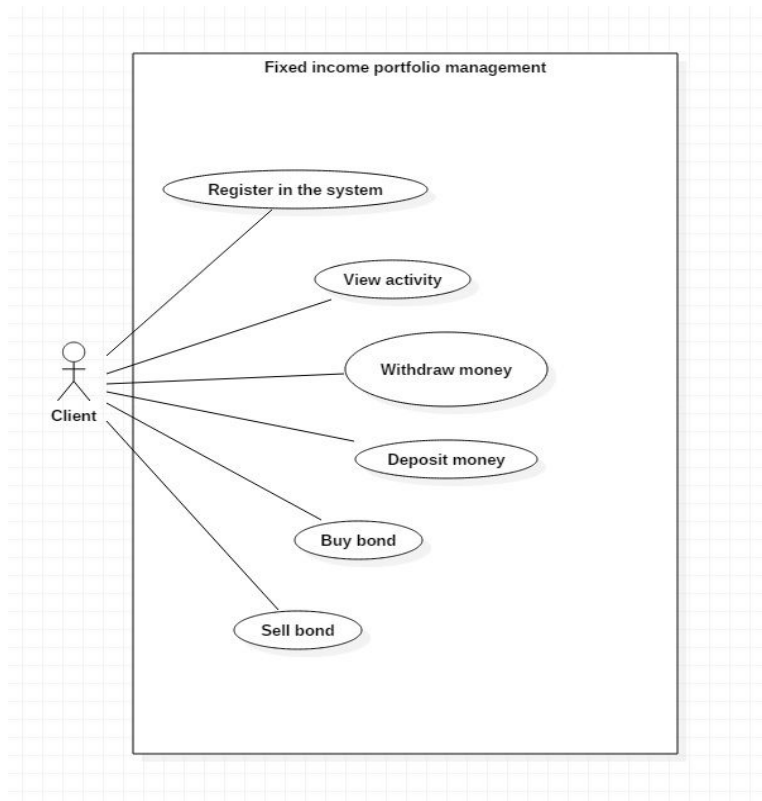 Fixed income portfolio management
Register in the system
View activity
Withdraw money
Client
Deposit money
Buy bond
Sell bond